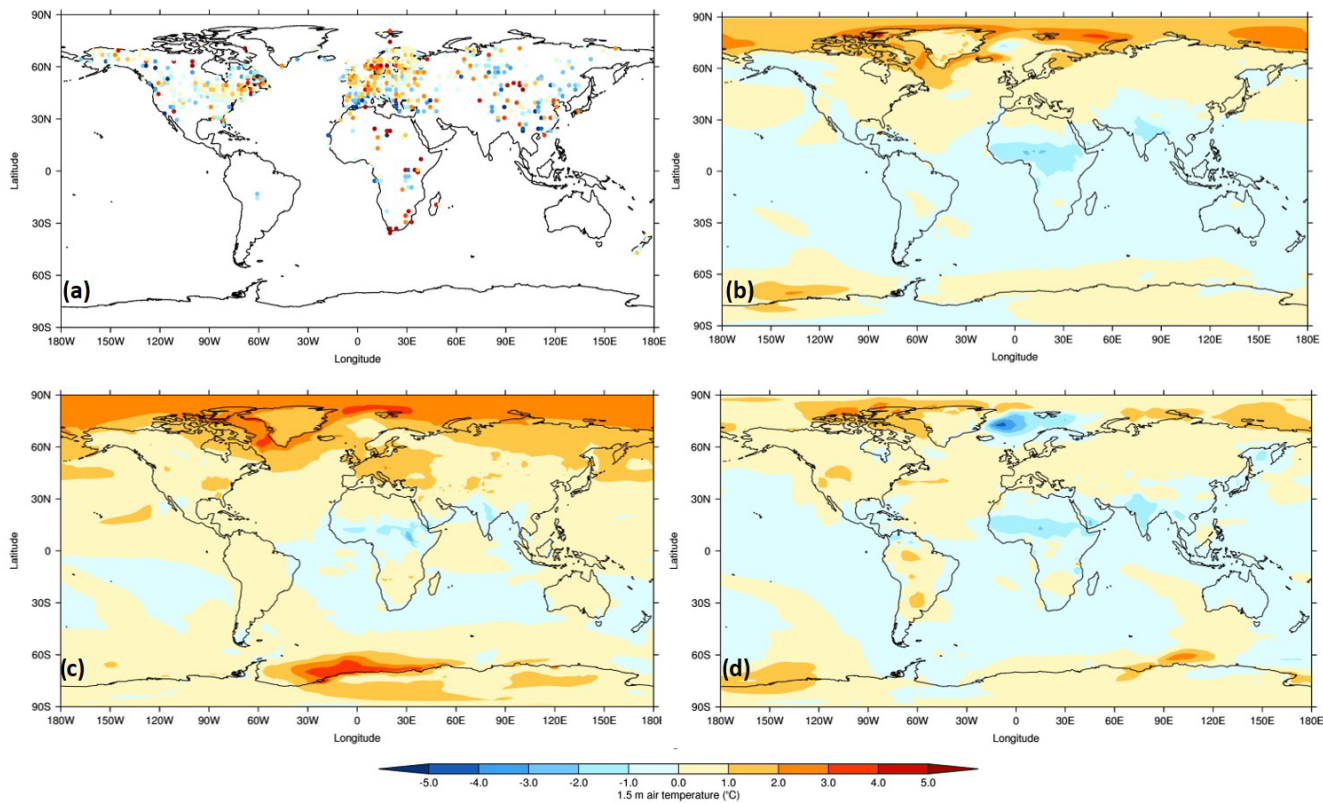 90N 90N
60N 60N
30N 30N
0 0
30S 30S
60S 60S
90S 90S
Latitude Latitude
(a) (b)
180W 150W 120W 90W 60W 30W 0 30E 60E 90E 120E 150E 180E 180W 150W 120W 90W 60W 30W 0 30E 60E 90E 120E 150E 180E
Longitude Longitude
90N 90N
60N 60N
30N 30N
0 0
30S 30S
60S 60S
90S 90S
Latitude Latitude
(c) (d)
180W 150W 120W 90W 60W 30W 0 30E 60E 90E 120E 150E 180E 180W 150W 120W 90W 60W 30W 0 30E 60E 90E 120E 150E 180E
Longitude Longitude
-5.0 -4.0 -3.0 -2.0 -1.0 0.0 1.0 2.0 3.0 4.0 5.0
1.5 m air temperature (°C)